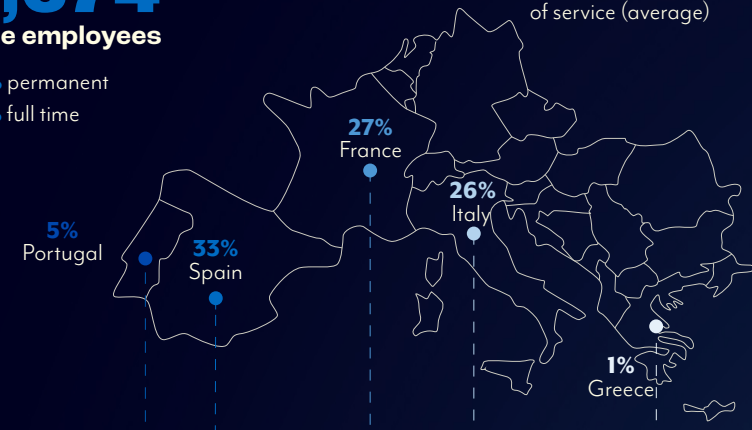 of service (average)
e employees
permanent
full time
27%
France
26%
Italy
5%
Portugal
33%
Spain
1%
Greece